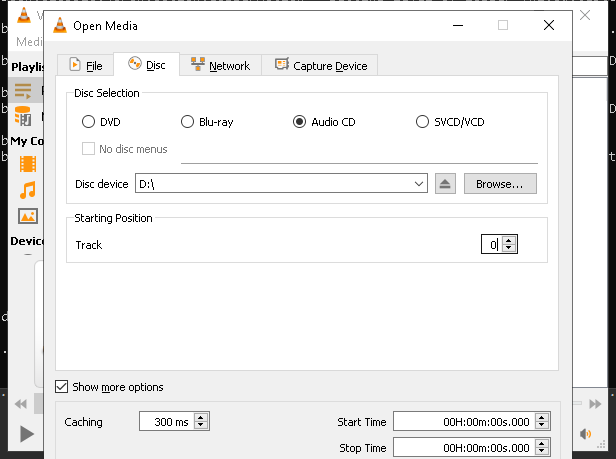 Open Media
Medi
File
Disc
Network
Capture Device
Playlis
Disc Selection
DVD
Blu-ray
Audio CD
SVCD/VCD
No disc menus
My Co
Disc device
D:\
Browse...
Starting Position
Track
0
Device
Show more options
Caching
300 ms
Start Time
00H:00m:00s.000
Stop Time
00H:00m:00s.000